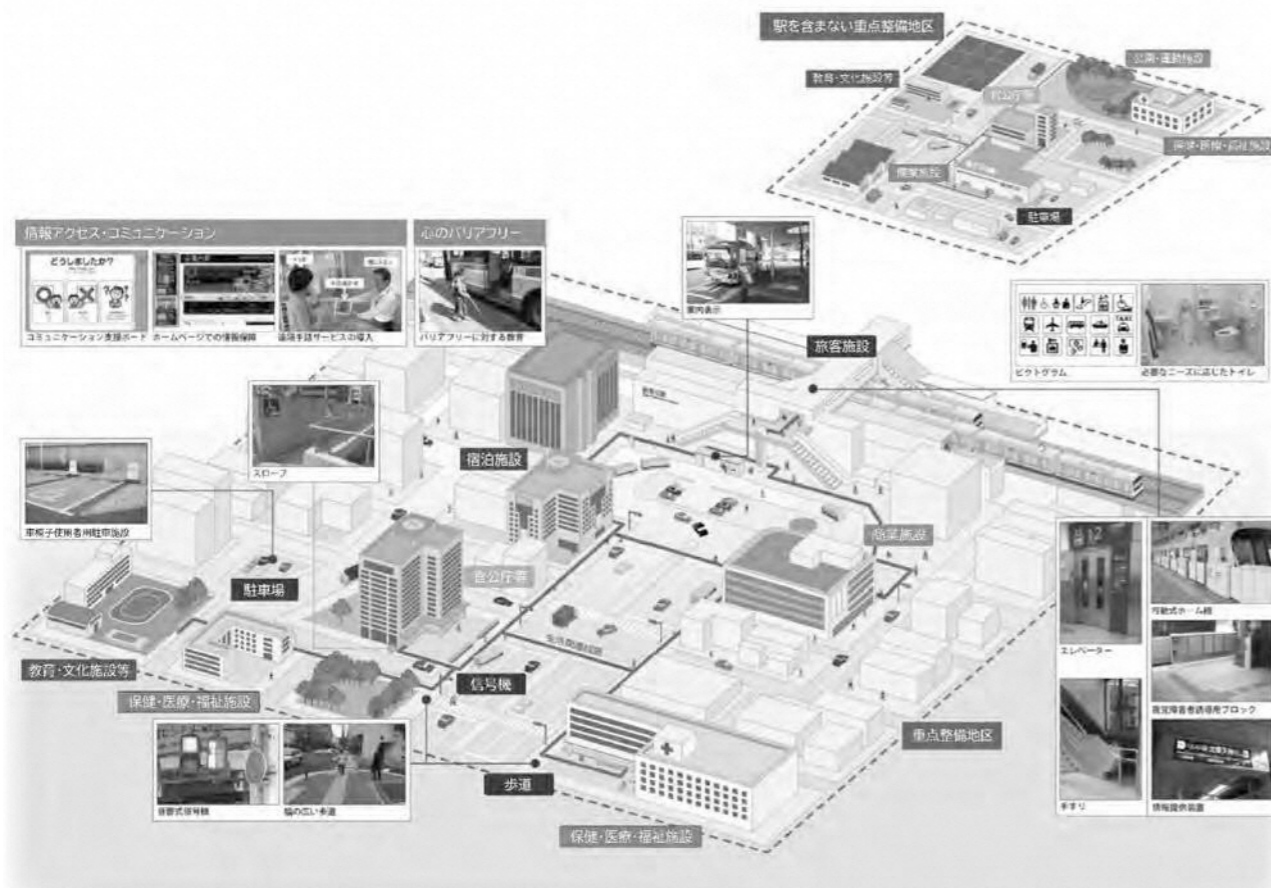 駅を含まない重点整備地区
公園・運動施設
教育・文化施設等
官公庁等
保健・医療・福祉施設
商業施設
駐車場
情報アクセス・コミュニケーション
心のバリアフリー
どうしましたか?
コミュニケーション支援ボード
ホームページでの情報保障
遠隔手話サービスの導入
バリアフリーに対する教育
案内表示
旅客施設
TAXI
ピクトグラム
必要なニーズに応じたトイレ
スロープ
宿泊施設
車椅子使用者用駐車施設
商業施設
官公庁等
駐車場
12
エレベーター
可動式ホーム柵
生活関連経路
教育・文化施設等
信号機
視覚障害者誘導用ブロック
保健・医療・福祉施設
重点整備地区
歩道
音響式信号機
幅の広い歩道
手すり
情報提供装置
保健・医療・福祉施設